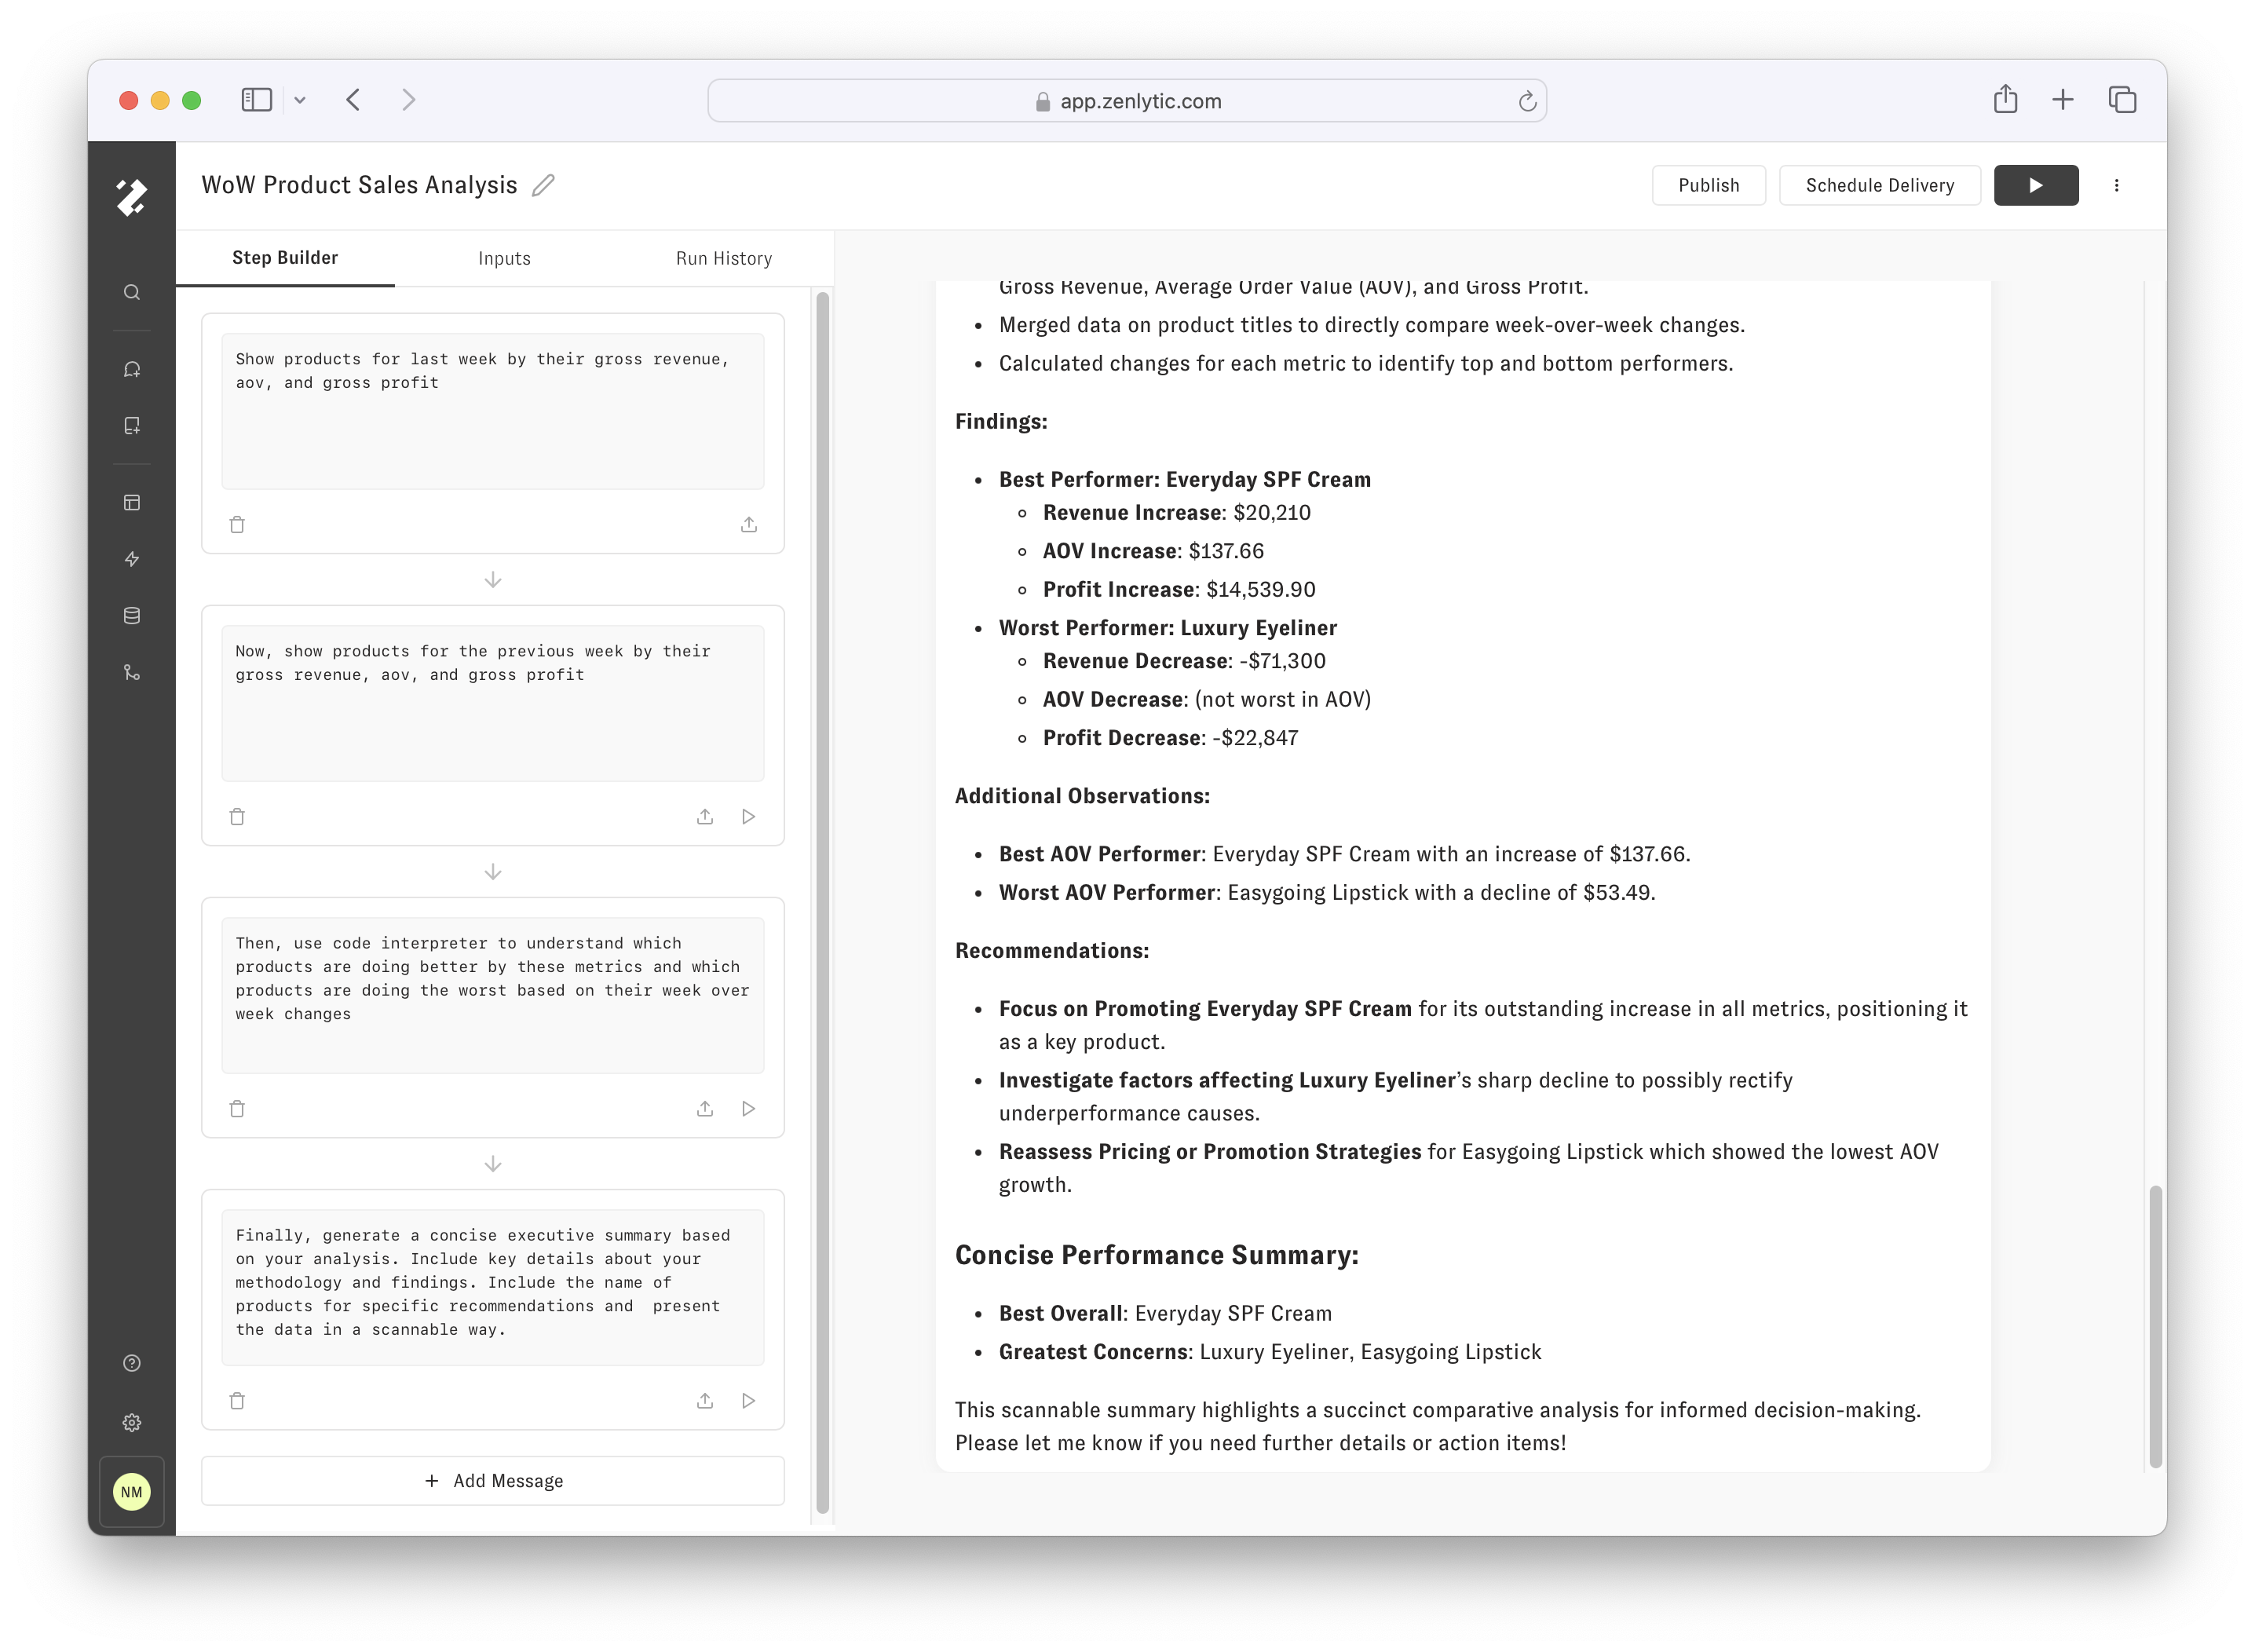 app.zenlytic.com
WoW Product Sales Analysis
Publish
Schedule Delivery
Step Builder
Inputs
Run History
Show products for last week by their gross revenue,
aov, and gross profit
Now, show products for the previous week by their
gross revenue, aov, and gross profit
Then, use code interpreter to understand which
products are doing better by these metrics and which
products are doing the worst based on their week over
week changes
Finally, generate a concise executive summary based
on your analysis. Include key details about your
methodology and findings. Include the name of
products for specific recommendations and  present
the data in a scannable way.
+ Add Message
NM
Gross Revenue, Average Order Value (AOV), and Gross Profit.
• Merged data on product titles to directly compare week-over-week changes.
• Calculated changes for each metric to identify top and bottom performers.
Findings:
• Best Performer: Everyday SPF Cream
◦ Revenue Increase: $20,210
◦ AOV Increase: $137.66
◦ Profit Increase: $14,539.90
• Worst Performer: Luxury Eyeliner
◦ Revenue Decrease: -$71,300
◦ AOV Decrease: (not worst in AOV)
◦ Profit Decrease: -$22,847
Additional Observations:
• Best AOV Performer: Everyday SPF Cream with an increase of $137.66.
• Worst AOV Performer: Easygoing Lipstick with a decline of $53.49.
Recommendations:
• Focus on Promoting Everyday SPF Cream for its outstanding increase in all metrics, positioning it
as a key product.
• Investigate factors affecting Luxury Eyeliner’s sharp decline to possibly rectify
underperformance causes.
• Reassess Pricing or Promotion Strategies for Easygoing Lipstick which showed the lowest AOV
growth.
Concise Performance Summary:
• Best Overall: Everyday SPF Cream
• Greatest Concerns: Luxury Eyeliner, Easygoing Lipstick
This scannable summary highlights a succinct comparative analysis for informed decision-making.
Please let me know if you need further details or action items!